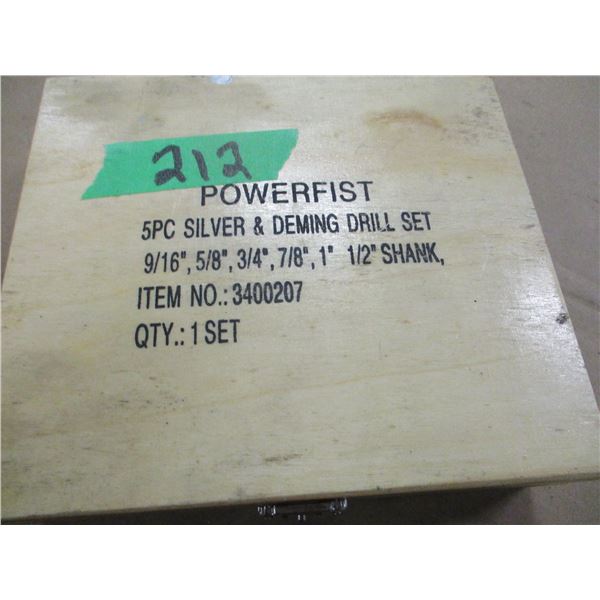 212
POWERFIST
5PC SILVER & DEMING DRILL SET
9/16", 5/8", 3/4", 7/8", 1" 1/2" SHANK,
ITEM NO.: 3400207
QTY.: 1 SET